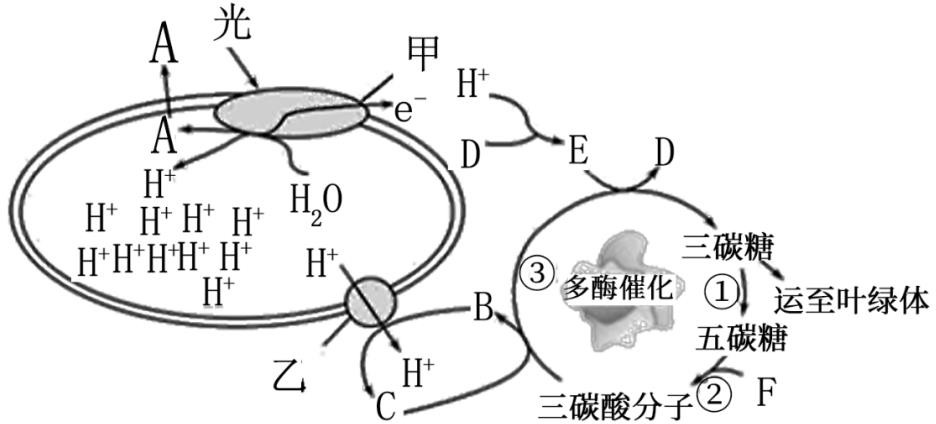 光
A
甲
H⁺
e⁻
A
D
E
D
H⁺
H₂O
H⁺
H⁺
H⁺
H⁺
H⁺H⁺H⁺H⁺
H⁺
H⁺
H⁺
三碳糖
③
多酶催化
①
运至叶绿体
B
五碳糖
乙
H⁺
C
三碳酸分子
②
F